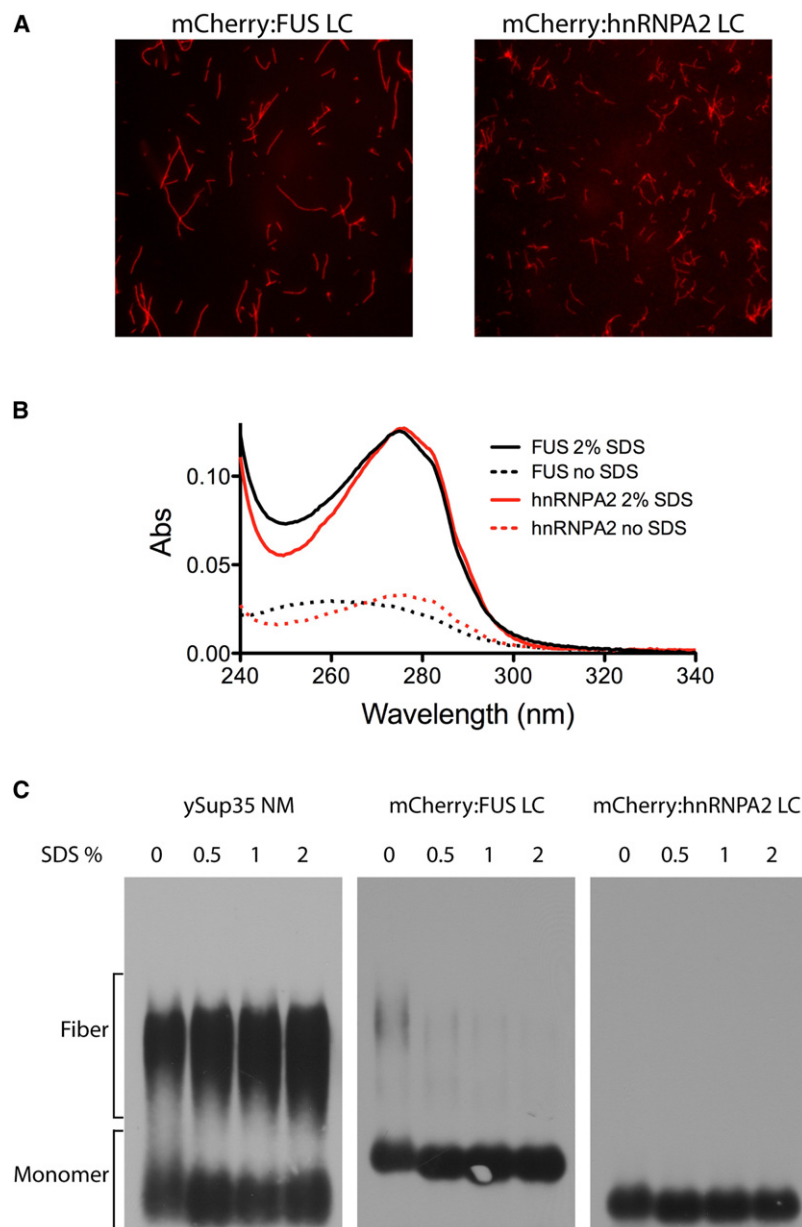 A
mCherry:FUS LC mCherry:hnRNPA2 LC
B
Abs
0.10
0.05
0.00
FUS 2% SDS
FUS no SDS
hnRNPA2 2% SDS
hnRNPA2 no SDS
240 260 280 300 320 340
Wavelength (nm)
C
ySup35 NM mCherry:FUS LC mCherry:hnRNPA2 LC
SDS % 0 0.5 1 2 0 0.5 1 2 0 0.5 1 2
Fiber
Monomer